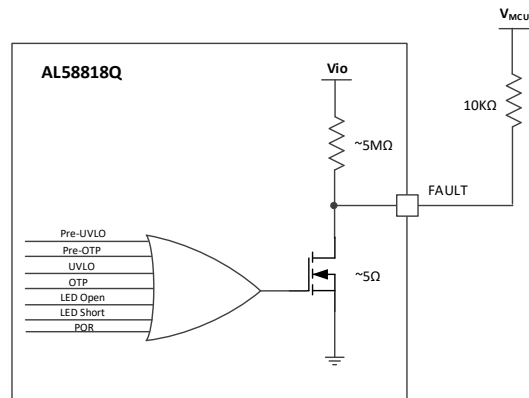 V_MCU
AL58818Q
Vio
10KΩ
~5MΩ
FAULT
Pre-UVLO
Pre-OTP
UVLO
OTP
LED Open
LED Short
POR
~5Ω